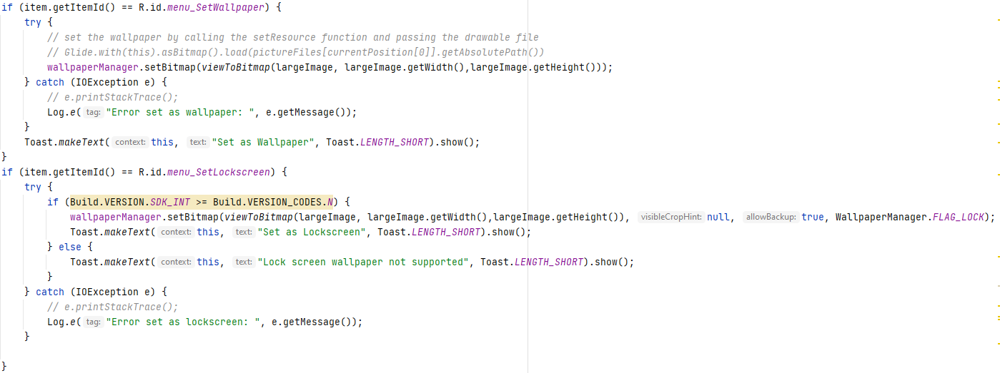 if (item.getItemId() == R.id.menu_SetWallpaper) {
try {
// set the wallpaper by calling the setResource function and passing the drawable file
// Glide.with(this).asBitmap().load(pictureFiles[currentPosition[0]].getAbsolutePath())
wallpaperManager.setBitmap(viewToBitmap(largeImage, largeImage.getWidth(),largeImage.getHeight()));
} catch (IOException e) {
// e.printStackTrace();
Log.e( tag: "Error set as wallpaper: ", e.getMessage());
}
Toast.makeText( context: this, text: "Set as Wallpaper", Toast.LENGTH_SHORT).show();
}
if (item.getItemId() == R.id.menu_SetLockscreen) {
try {
if (Build.VERSION.SDK_INT >= Build.VERSION_CODES.N) {
wallpaperManager.setBitmap(viewToBitmap(largeImage, largeImage.getWidth(),largeImage.getHeight()), visibleCropHint: null, allowBackup: true, WallpaperManager.FLAG_LOCK);
Toast.makeText( context: this, text: "Set as Lockscreen", Toast.LENGTH_SHORT).show();
} else {
Toast.makeText( context: this, text: "Lock screen wallpaper not supported", Toast.LENGTH_SHORT).show();
}
} catch (IOException e) {
// e.printStackTrace();
Log.e( tag: "Error set as lockscreen: ", e.getMessage());
}
}